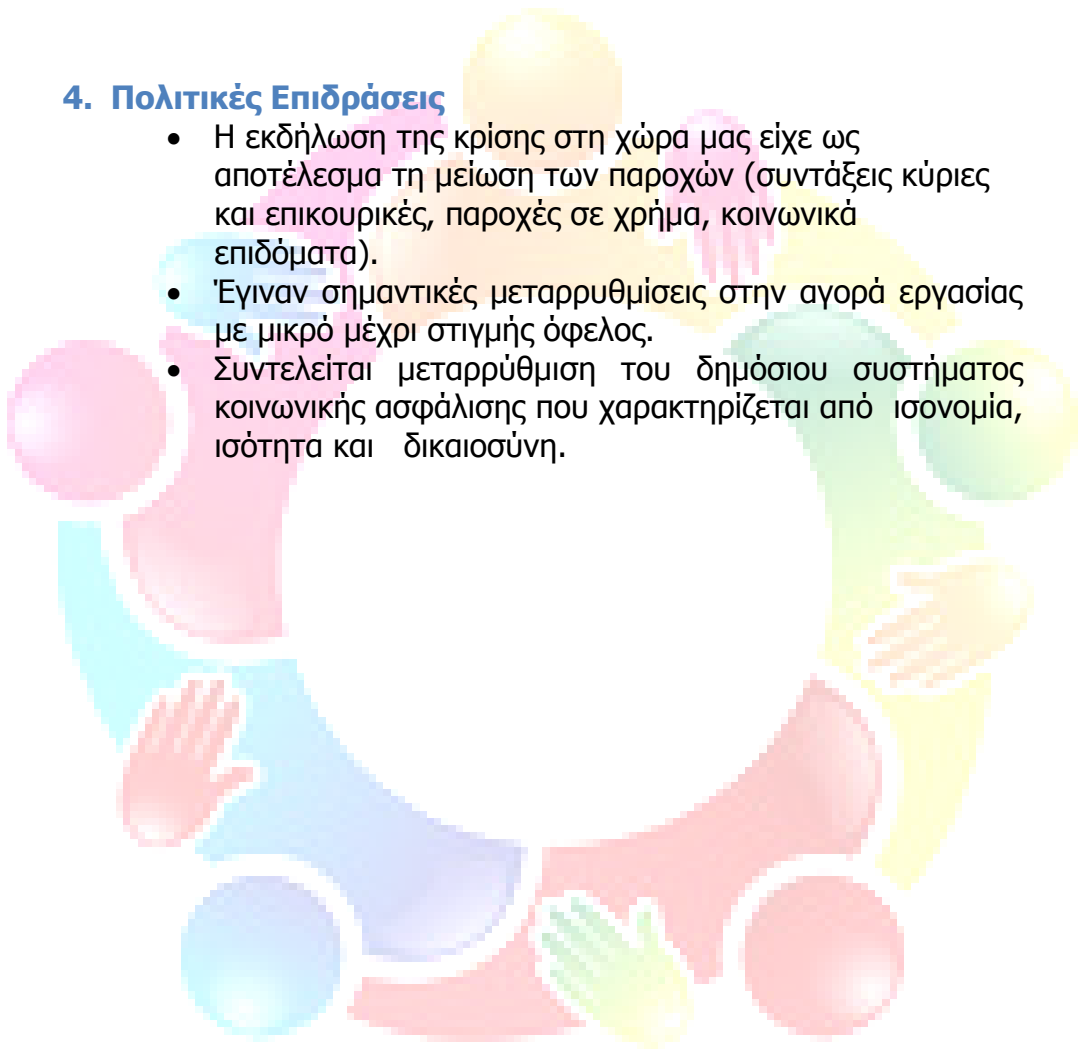 4. Πολιτικές Επιδράσεις
• Η εκδήλωση της κρίσης στη χώρα μας είχε ως
αποτέλεσμα τη μείωση των παροχών (συντάξεις κύριες
και επικουρικές, παροχές σε χρήμα, κοινωνικά
επιδόματα).
• Έγιναν σημαντικές μεταρρυθμίσεις στην αγορά εργασίας
με μικρό μέχρι στιγμής όφελος.
• Συντελείται μεταρρύθμιση του δημόσιου συστήματος
κοινωνικής ασφάλισης που χαρακτηρίζεται από ισονομία,
ισότητα και δικαιοσύνη.